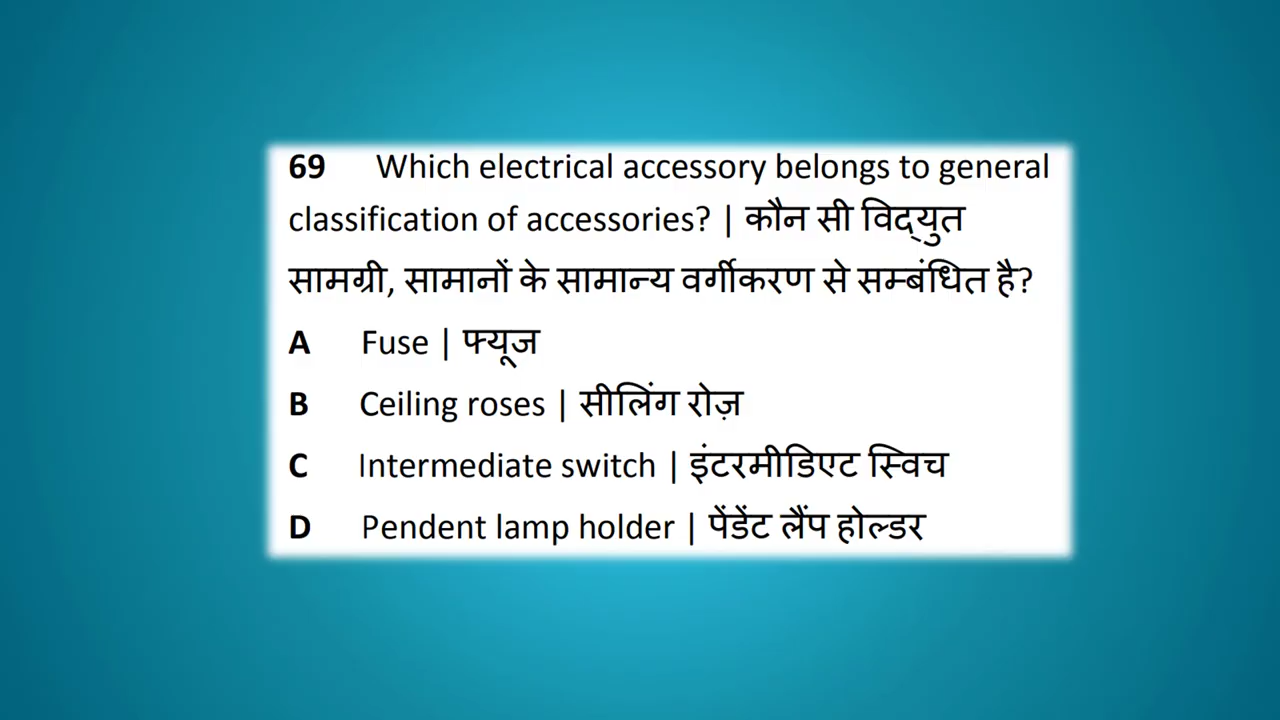 69 Which electrical accessory belongs to general
classification of accessories? | कौन सी विद्‌युत
सामग्री, सामानों के सामान्य वर्गीकरण से सम्बंधित है?
A Fuse | फ्यूज
B Ceiling roses | सीलिंग रोज़
C Intermediate switch | इंटरमीडिएट स्विच
D Pendent lamp holder | पेंडेंट लैंप होल्डर